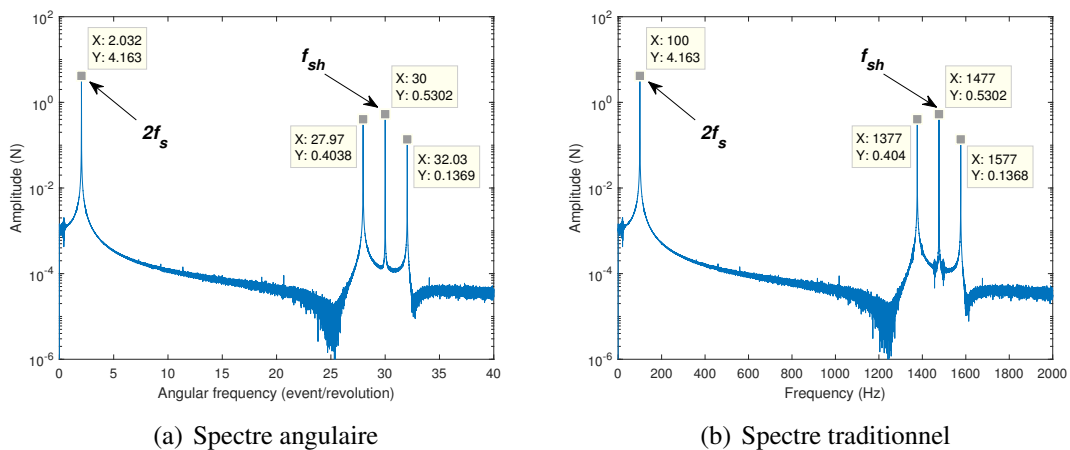 10^2
10^0
10^-2
10^-4
10^-6
Amplitude (N)
X: 2.032
Y: 4.163
2f_s
f_sh
X: 30
Y: 0.5302
X: 27.97
Y: 0.4038
X: 32.03
Y: 0.1369
0 5 10 15 20 25 30 35 40
Angular frequency (event/revolution)
(a) Spectre angulaire
10^2
10^0
10^-2
10^-4
10^-6
Amplitude (N)
X: 100
Y: 4.163
2f_s
f_sh
X: 1477
Y: 0.5302
X: 1377
Y: 0.404
X: 1577
Y: 0.1368
0 200 400 600 800 1000 1200 1400 1600 1800 2000
Frequency (Hz)
(b) Spectre traditionnel